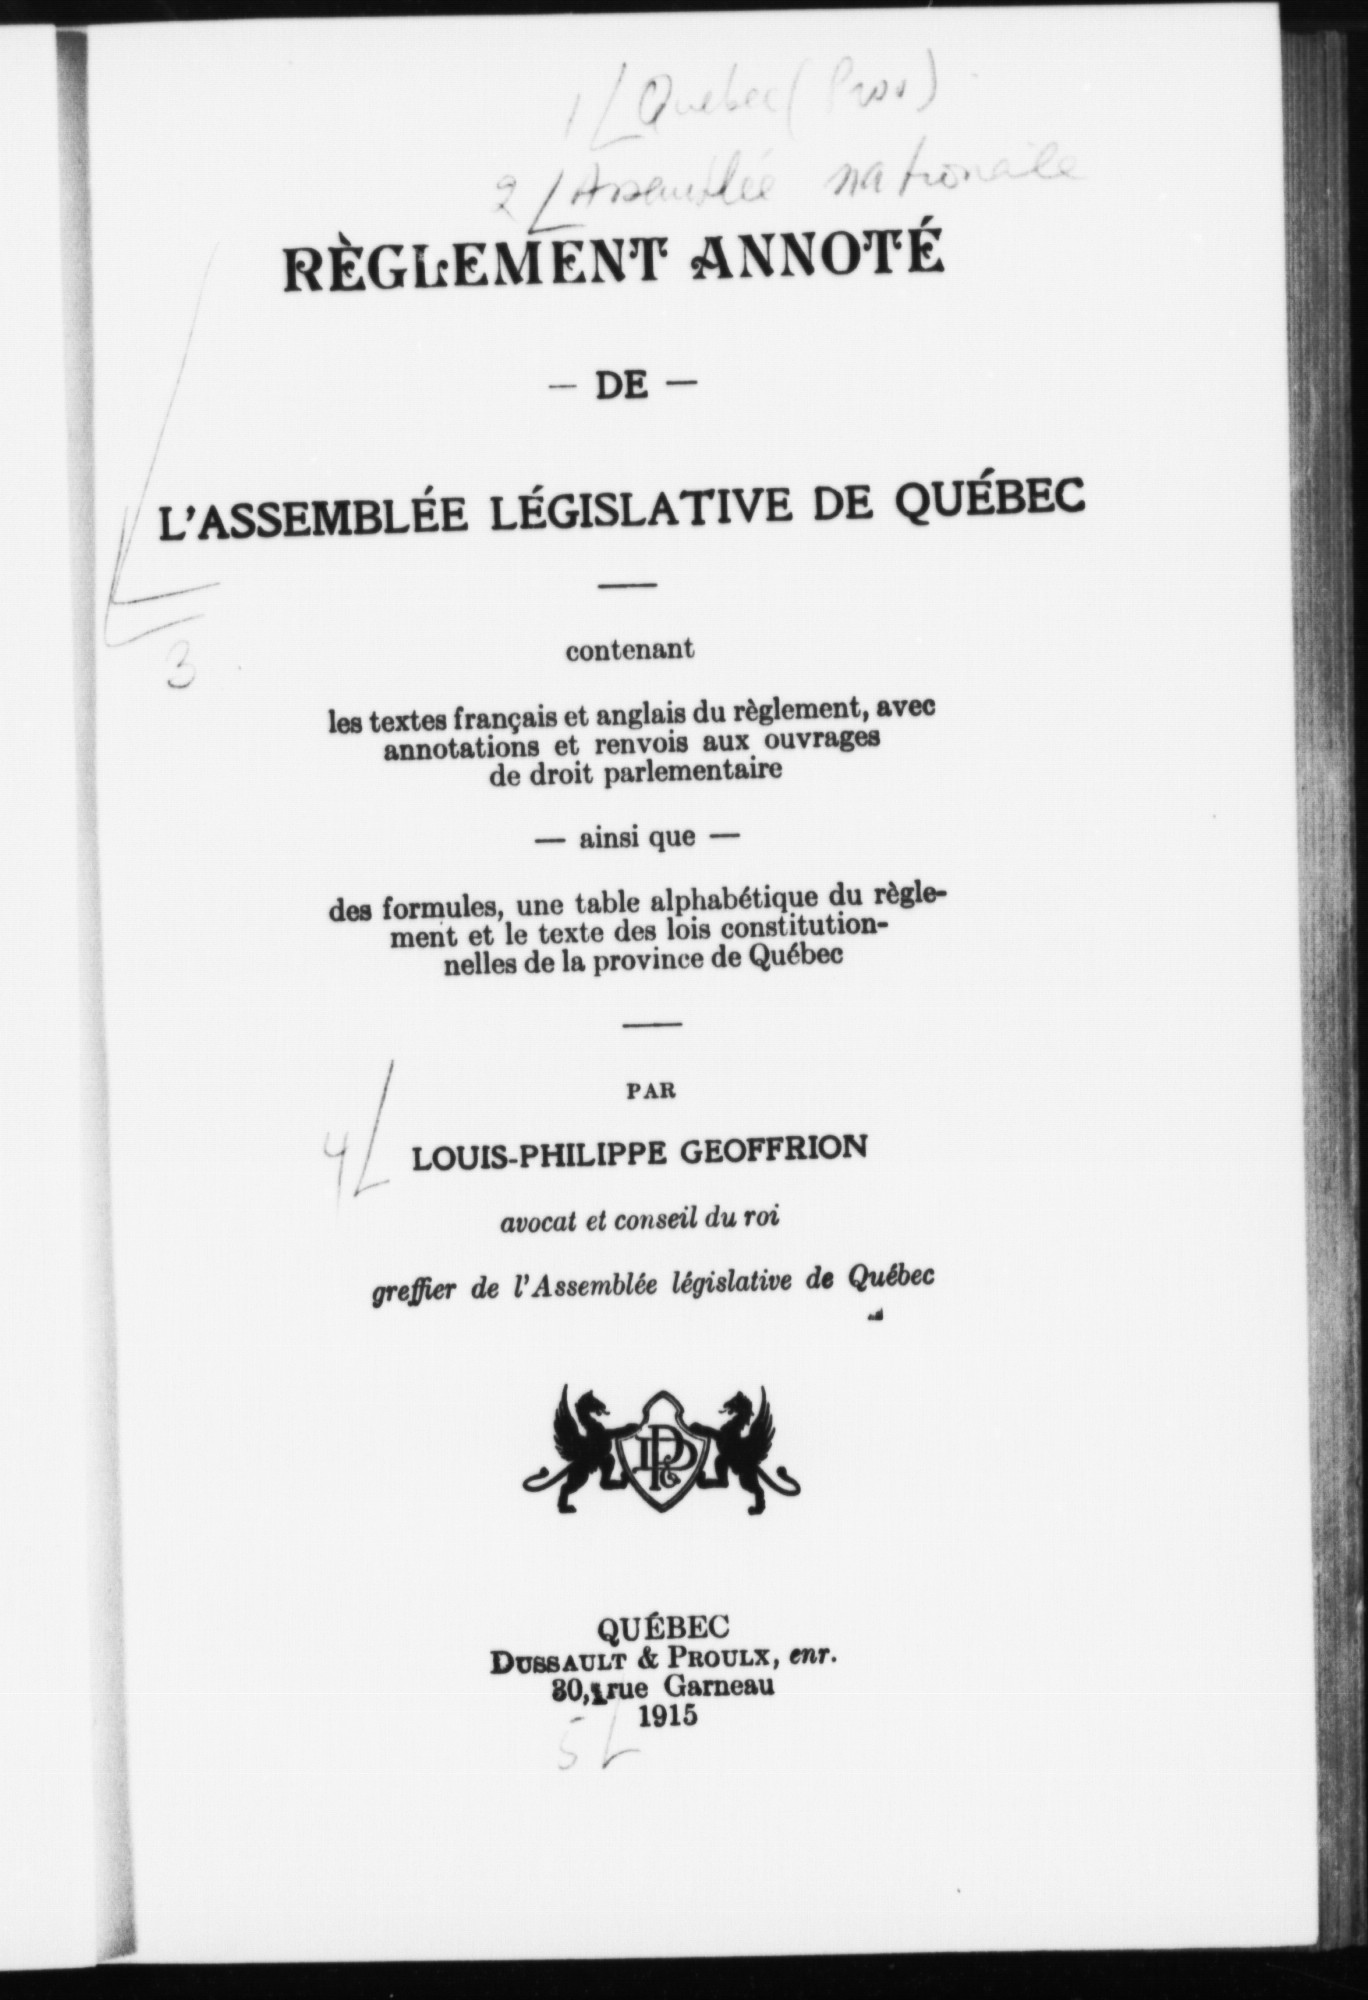 1 Québec (Prov)
2 Assemblée nationale
RÈGLEMENT ANNOTÉ
— DE —
L'ASSEMBLÉE LÉGISLATIVE DE QUÉBEC
3
contenant
les textes français et anglais du règlement, avec
annotations et renvois aux ouvrages
de droit parlementaire
— ainsi que —
des formules, une table alphabétique du règle-
ment et le texte des lois constitution-
nelles de la province de Québec
PAR
4
LOUIS-PHILIPPE GEOFFRION
avocat et conseil du roi
greffier de l'Assemblée législative de Québec
D P &
QUÉBEC
DUSSAULT & PROULX, enr.
30, rue Garneau
1915
5